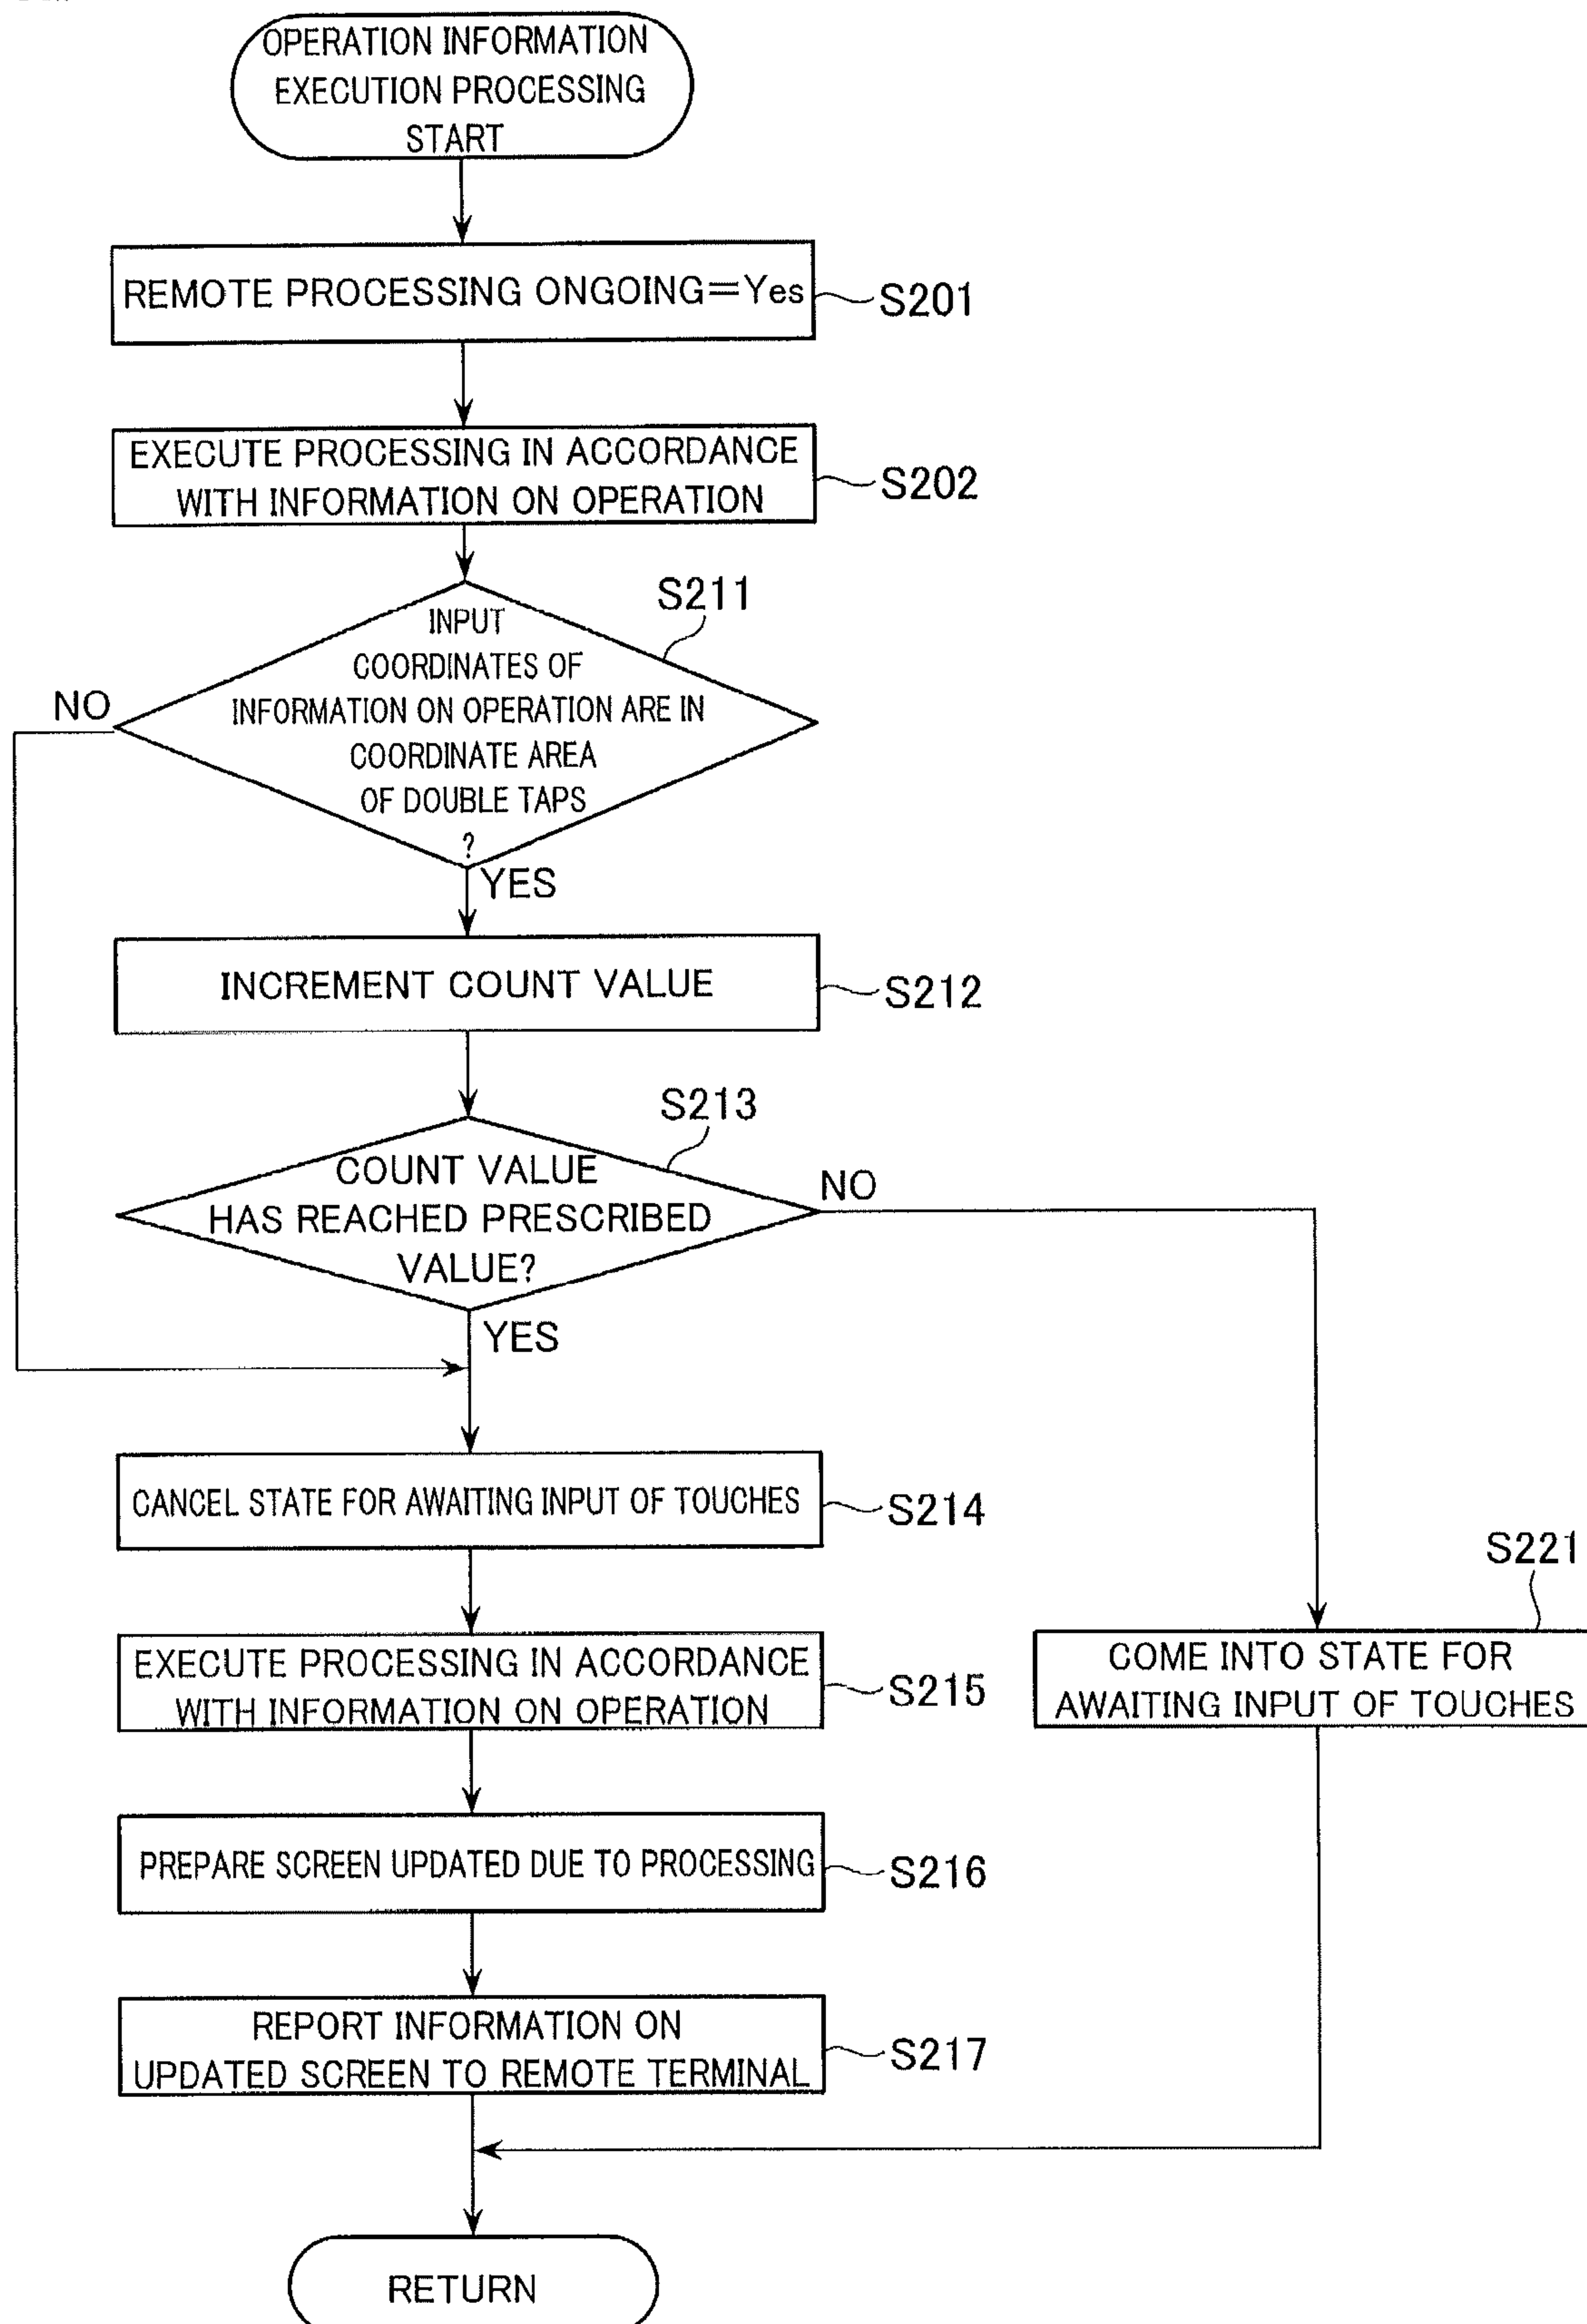 OPERATION INFORMATION
EXECUTION PROCESSING
START
REMOTE PROCESSING ONGOING=Yes
S201
EXECUTE PROCESSING IN ACCORDANCE
WITH INFORMATION ON OPERATION
S202
S211
INPUT
COORDINATES OF
INFORMATION ON OPERATION ARE IN
COORDINATE AREA
OF DOUBLE TAPS
?
NO
YES
INCREMENT COUNT VALUE
S212
S213
COUNT VALUE
HAS REACHED PRESCRIBED
VALUE?
NO
YES
CANCEL STATE FOR AWAITING INPUT OF TOUCHES
S214
EXECUTE PROCESSING IN ACCORDANCE
WITH INFORMATION ON OPERATION
S215
S221
COME INTO STATE FOR
AWAITING INPUT OF TOUCHES
PREPARE SCREEN UPDATED DUE TO PROCESSING
S216
REPORT INFORMATION ON
UPDATED SCREEN TO REMOTE TERMINAL
S217
RETURN